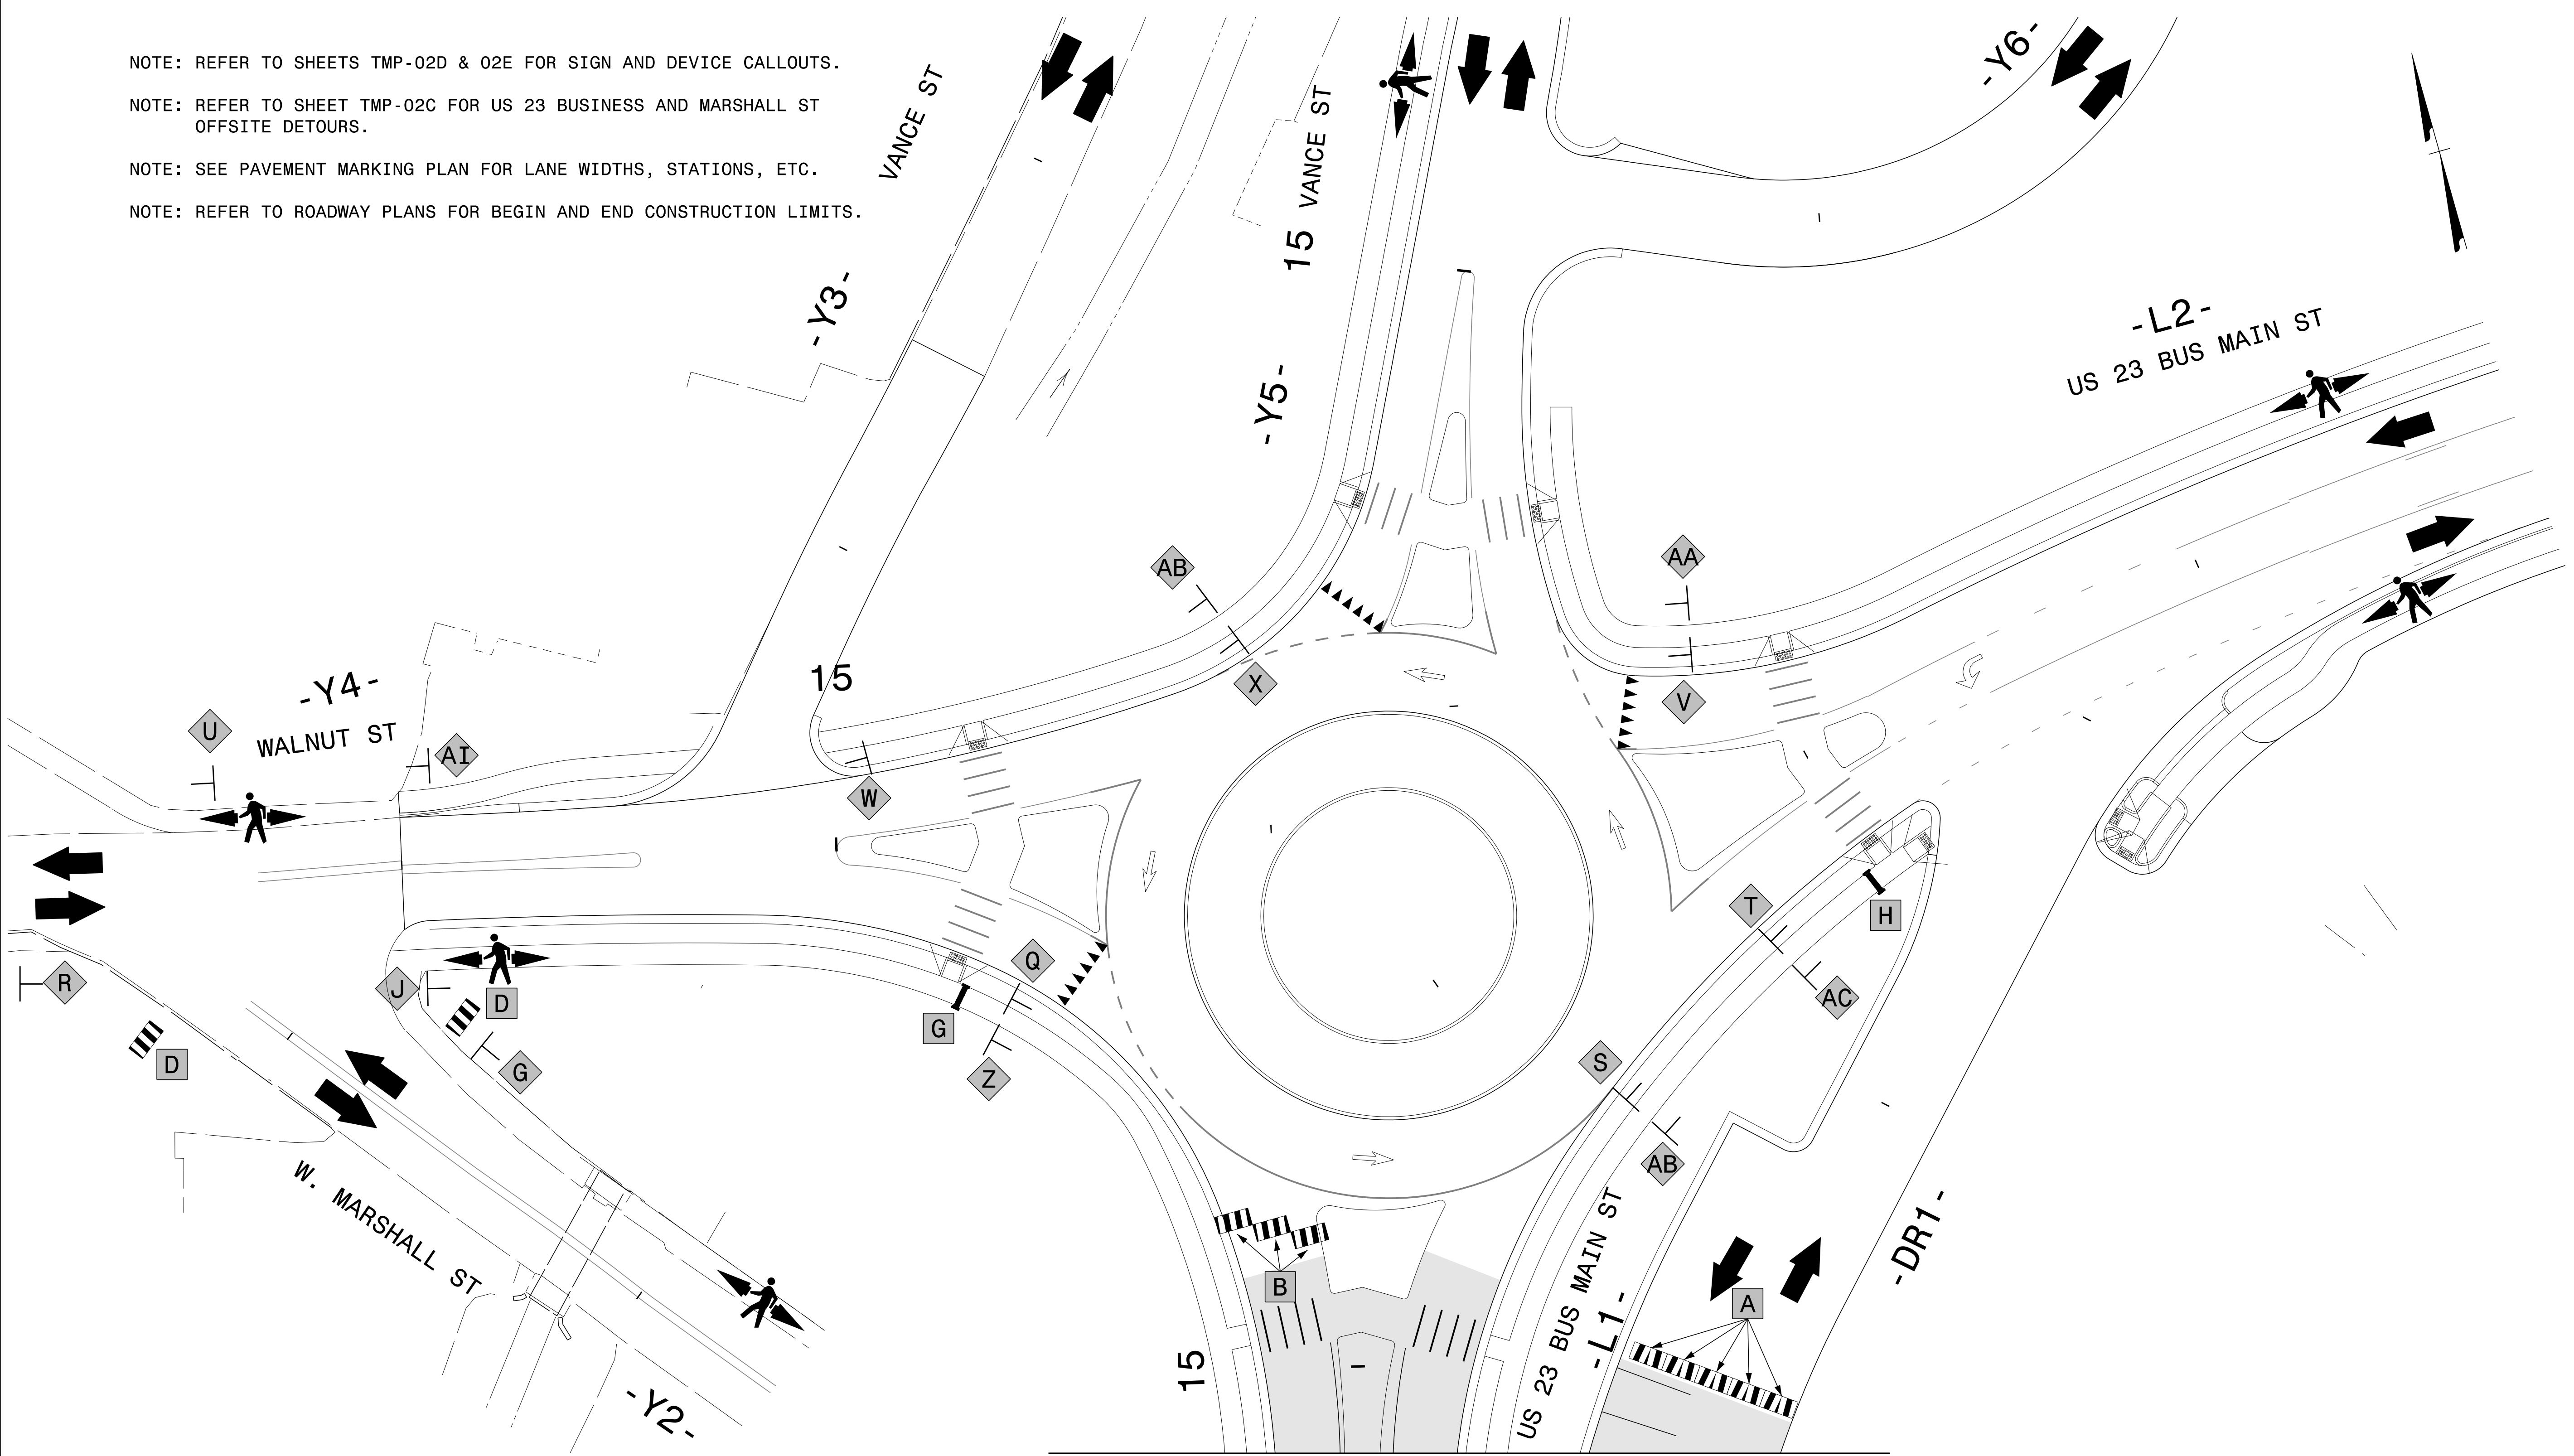 NOTE: REFER TO SHEETS TMP-02D & 02E FOR SIGN AND DEVICE CALLOUTS.
NOTE: REFER TO SHEET TMP-02C FOR US 23 BUSINESS AND MARSHALL ST
OFFSITE DETOURS.
NOTE: SEE PAVEMENT MARKING PLAN FOR LANE WIDTHS, STATIONS, ETC.
NOTE: REFER TO ROADWAY PLANS FOR BEGIN AND END CONSTRUCTION LIMITS.
VANCE ST
-Y3-
15 VANCE ST
-Y5-
-Y6-
-L2-
US 23 BUS MAIN ST
AB
AA
X
V
15
-Y4-
WALNUT ST
U
AI
W
T
H
R
J
D
Q
G
AC
D
G
Z
S
AB
W. MARSHALL ST
-Y2-
B
15
US 23 BUS MAIN ST
-L1-
A
-DR1-